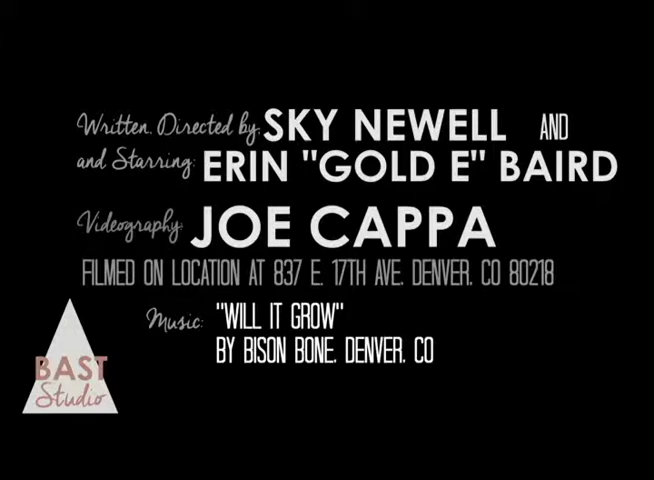 Written, Directed by, SKY NEWELL AND
and Starring: ERIN "GOLD E" BAIRD
Videography: JOE CAPPA
FILMED ON LOCATION AT 837 E. 17TH AVE. DENVER, CO 80218
Music: "WILL IT GROW"
BY BISON BONE, DENVER, CO
BAST
Studio